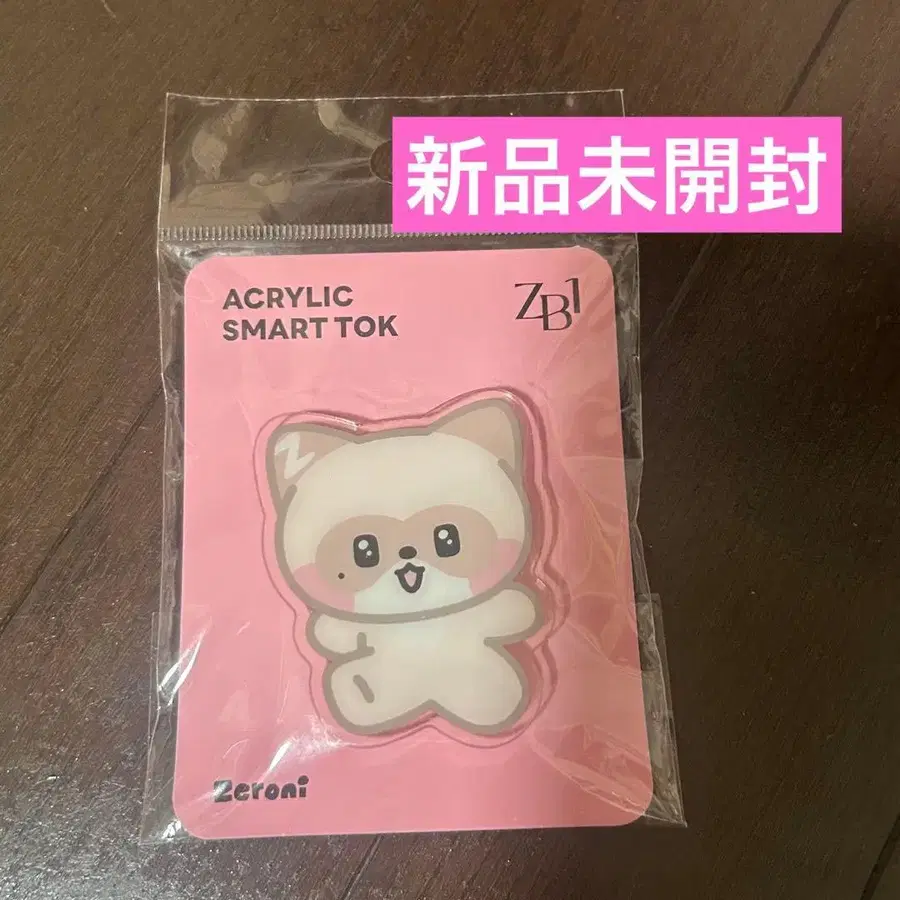 新品未開封
ACRYLIC
SMART TOK
ZB1
Z
Zeroni